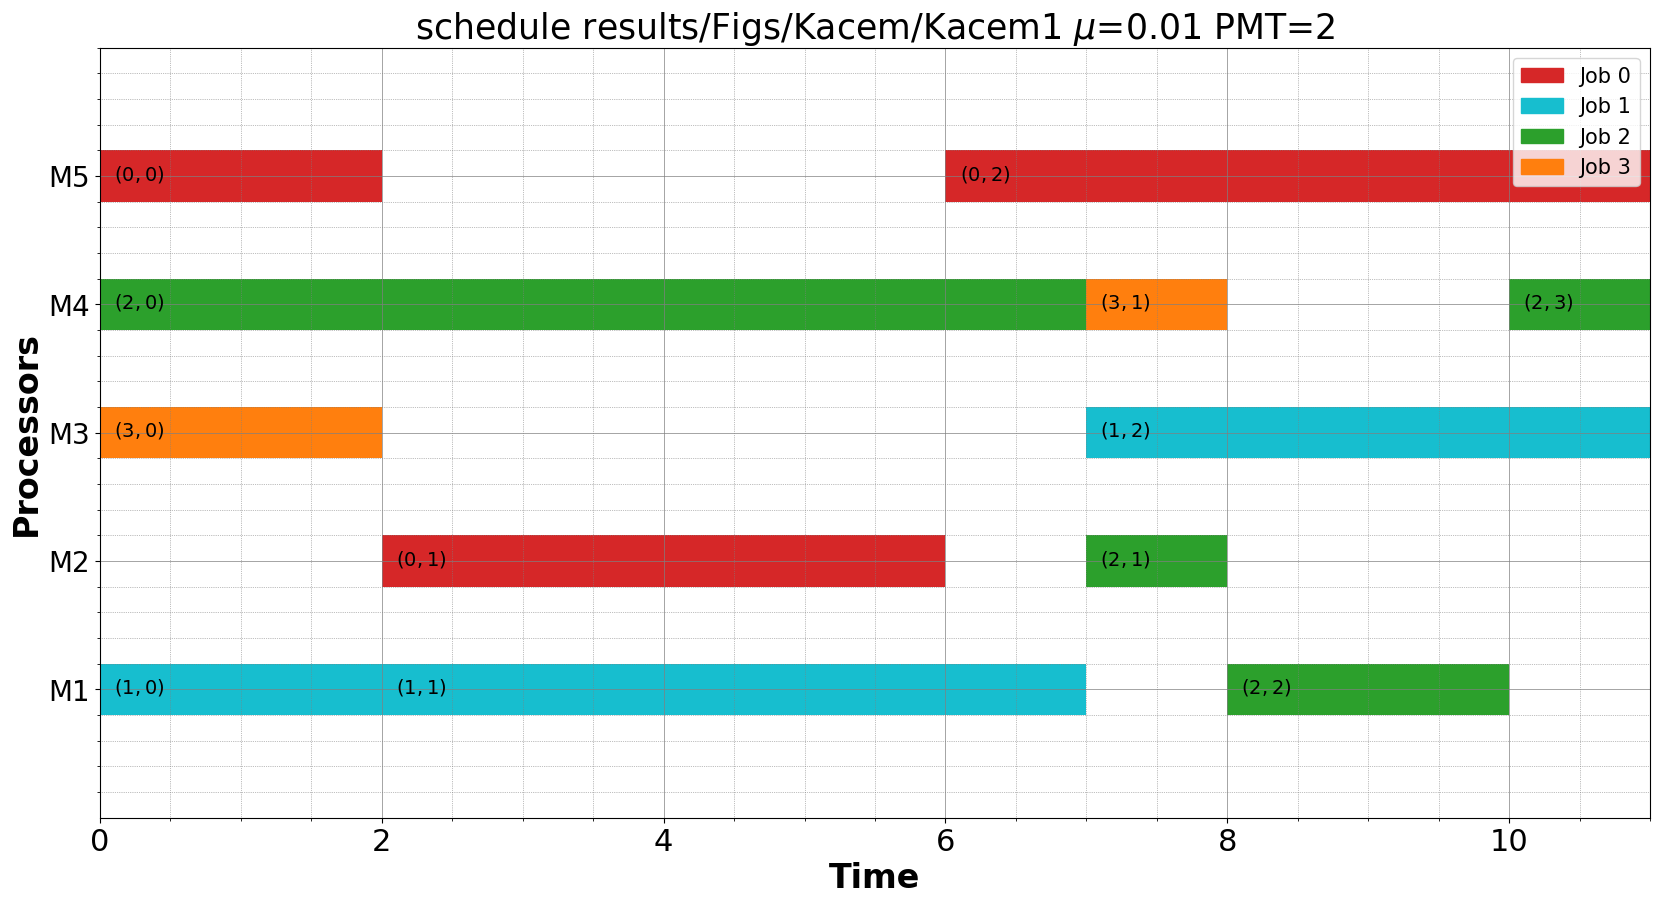 schedule results/Figs/Kacem/Kacem1 μ=0.01 PMT=2
Job 0
Job 1
Job 2
Job 3
M5
(0, 0)
(0, 2)
M4
(2, 0)
(3, 1)
(2, 3)
M3
(3, 0)
(1, 2)
M2
(0, 1)
(2, 1)
M1
(1, 0)
(1, 1)
(2, 2)
Processors
0 2 4 6 8 10
Time